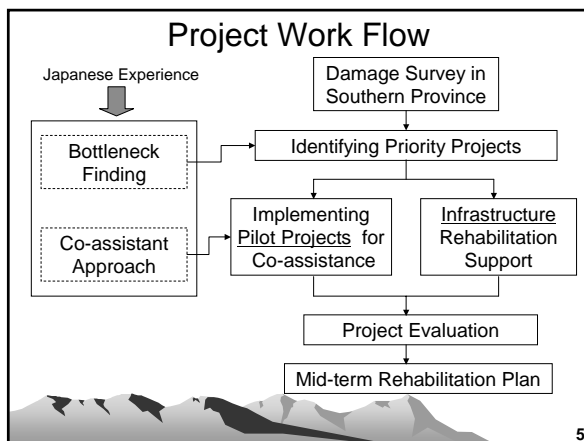 Project Work Flow
Japanese Experience
Damage Survey in
Southern Province
Bottleneck
Finding
Identifying Priority Projects
Co-assistant
Approach
Implementing
Pilot Projects for
Co-assistance
Infrastructure
Rehabilitation
Support
Project Evaluation
Mid-term Rehabilitation Plan
5